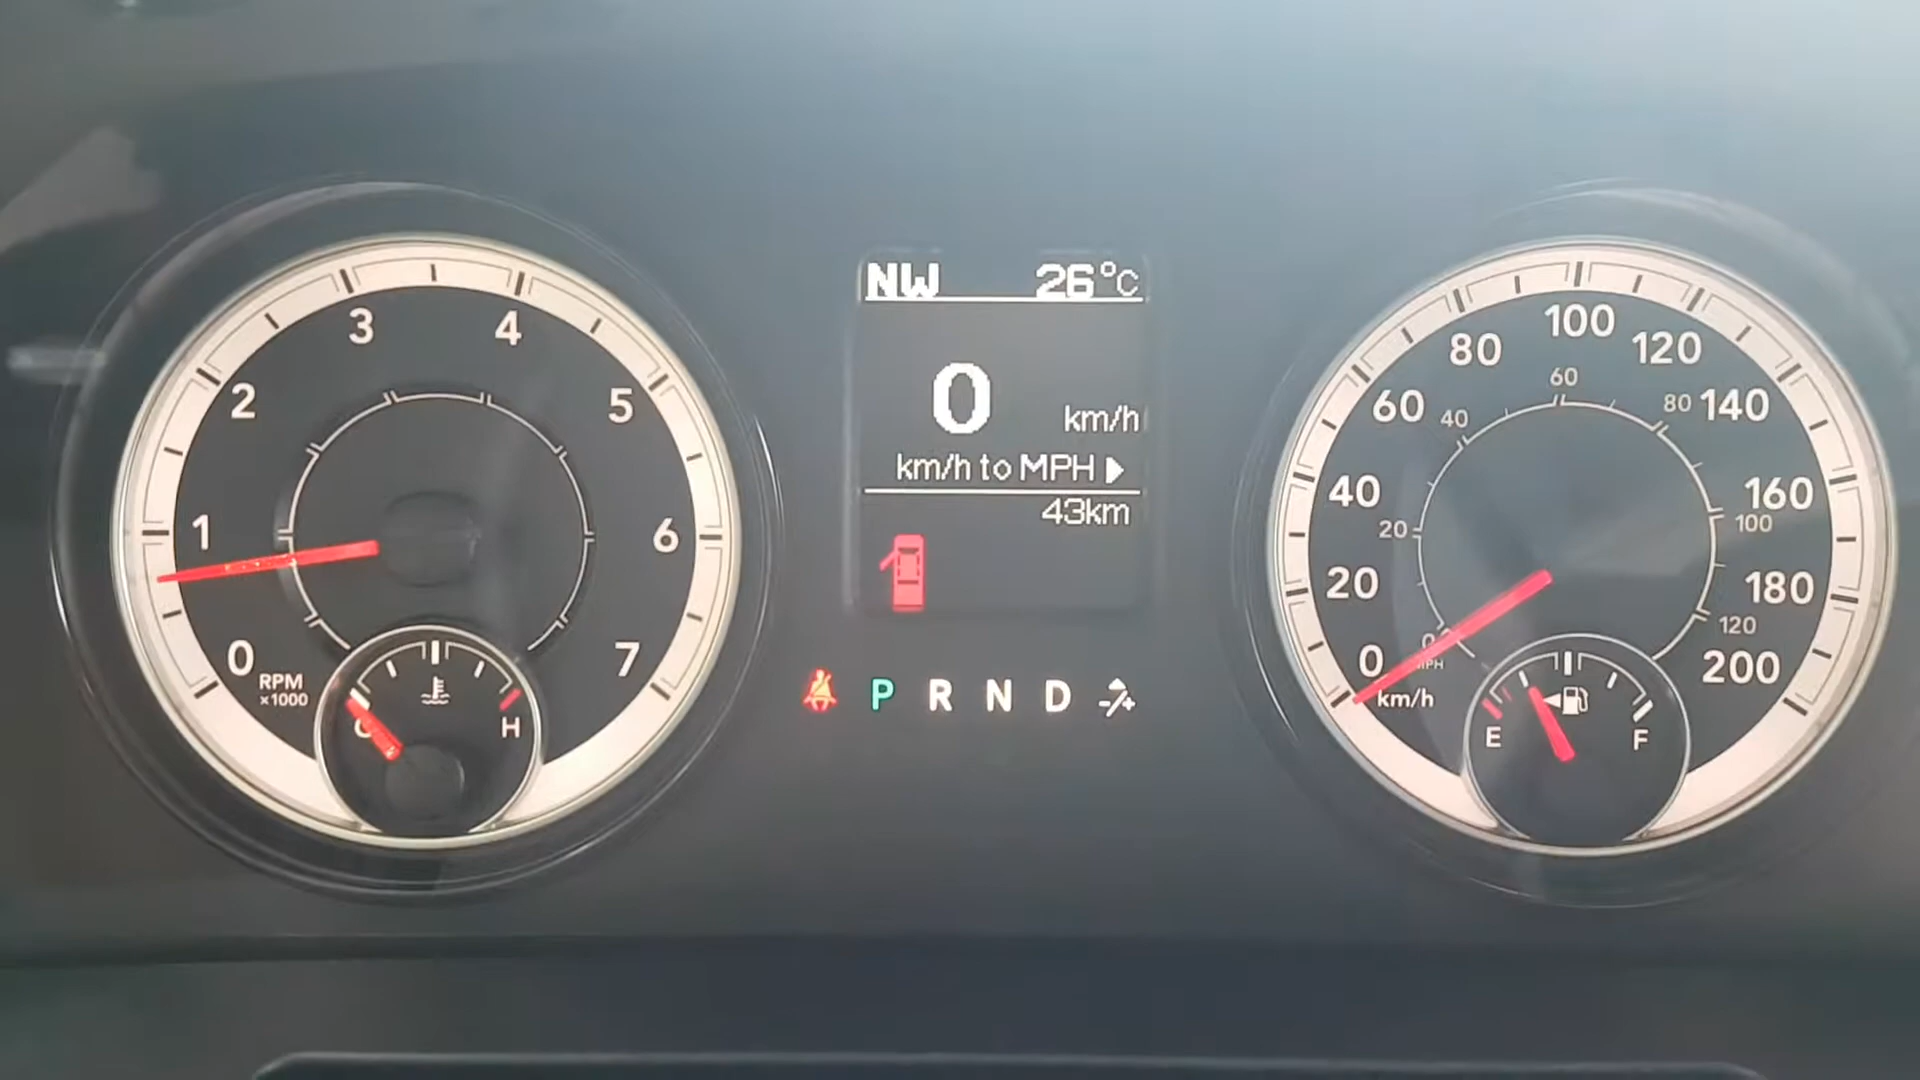 NW 26°C
0 km/h
km/h to MPH
43km
P R N D
0 1 2 3 4 5 6 7
RPM
x1000
C H
0 20 40 60 80 100 120 140 160 180 200
km/h
0 20 40 60 80 100 120
MPH
E F